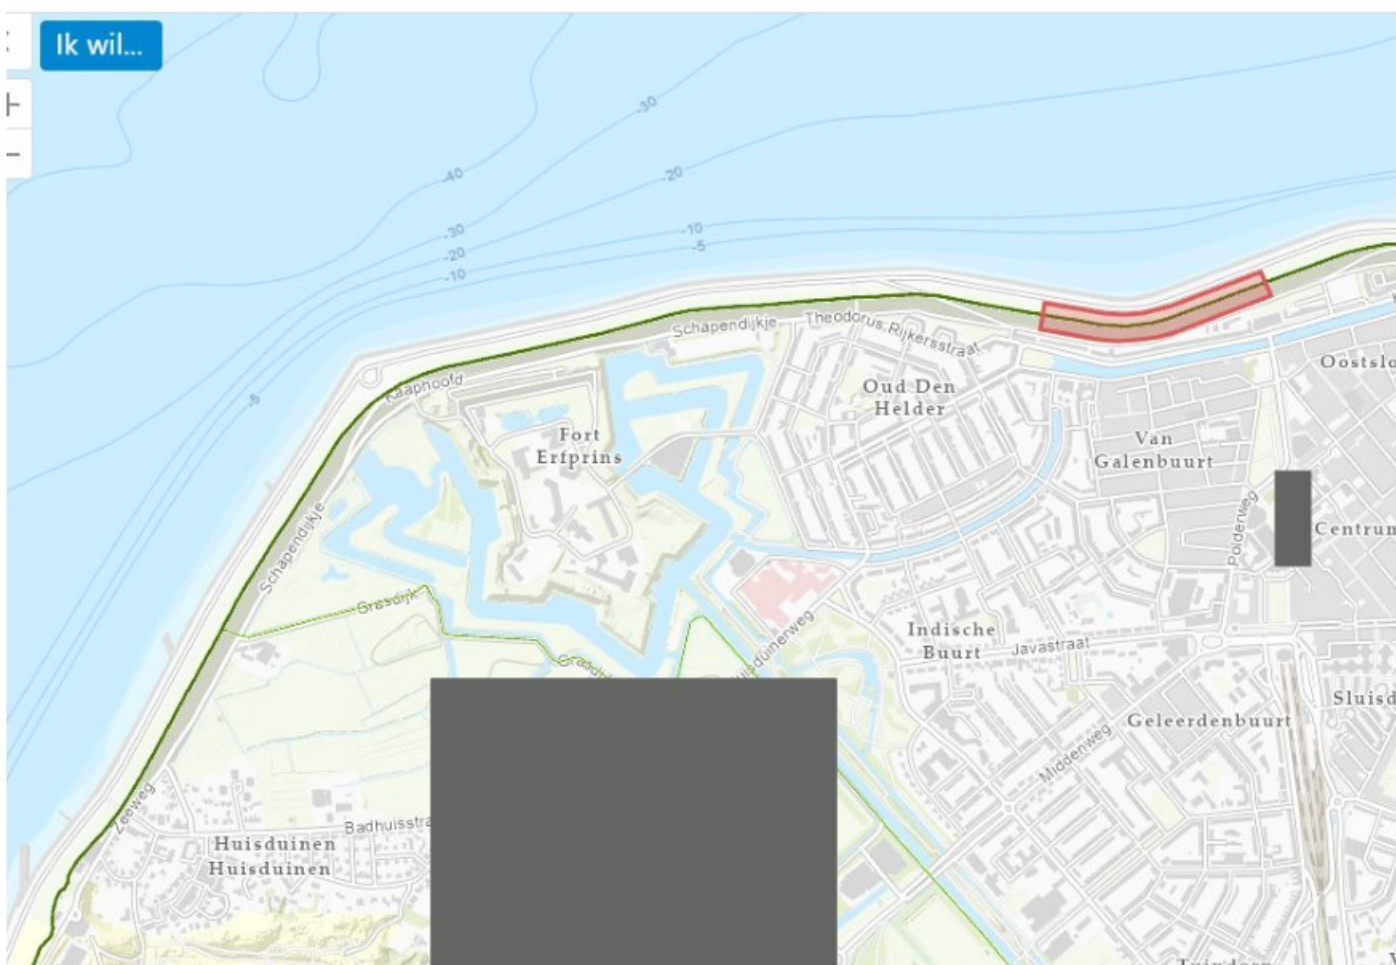 Ik wil...
+
−
-30
-40
-20
-30
-10
-20
-5
-10
-5
Schapendijkje
Theodorus Rijkersstraat
Kaaphoofd
Oud Den
Helder
Oostslo
Fort
Erfprins
Van
Galenbuurt
Polderweg
Centrum
Schapendijkje
Grasdijk
Huisduinerweg
Indische
Buurt
Javastraat
Sluisd
Geleerdenbuurt
Middenweg
Zeeweg
Badhuisstra
Huisduinen
Huisduinen